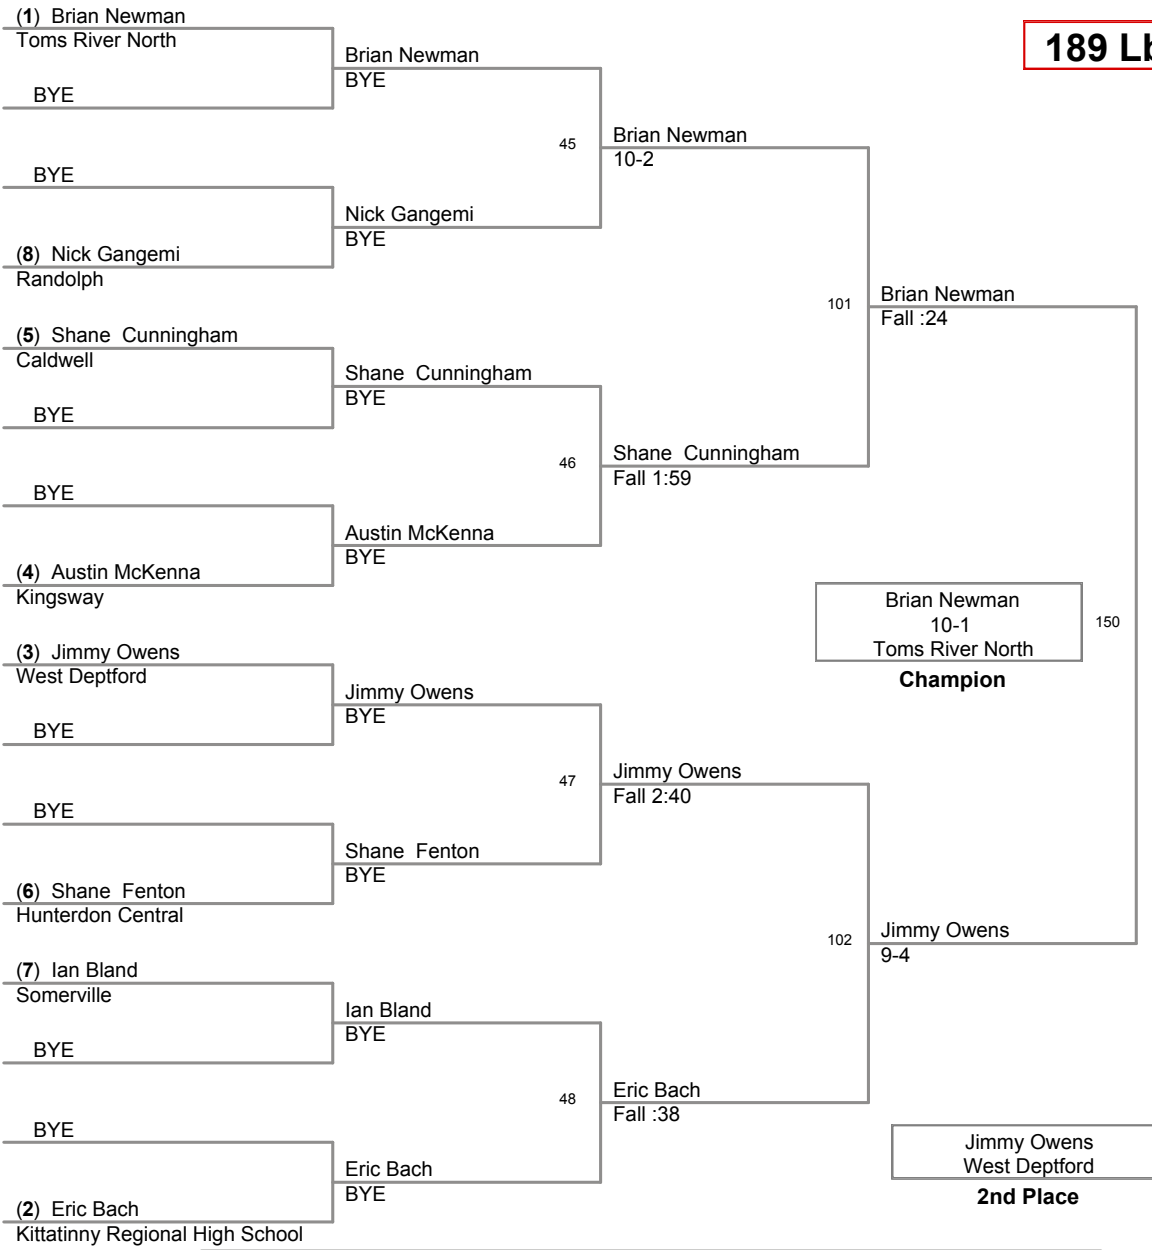 (1) Brian Newman
Toms River North
BYE
BYE
(8) Nick Gangemi
Randolph
(5) Shane Cunningham
Caldwell
BYE
BYE
(4) Austin McKenna
Kingsway
(3) Jimmy Owens
West Deptford
BYE
BYE
(6) Shane Fenton
Hunterdon Central
(7) Ian Bland
Somerville
BYE
BYE
(2) Eric Bach
Kittatinny Regional High School
Brian Newman
BYE
Nick Gangemi
BYE
Shane Cunningham
BYE
Austin McKenna
BYE
Jimmy Owens
BYE
Shane Fenton
BYE
Ian Bland
BYE
Eric Bach
BYE
45
46
47
48
Brian Newman
10-2
Shane Cunningham
Fall 1:59
Jimmy Owens
Fall 2:40
Eric Bach
Fall :38
101
102
Brian Newman
Fall :24
Jimmy Owens
9-4
189 Lb
Brian Newman
10-1
Toms River North
Champion
150
Jimmy Owens
West Deptford
2nd Place